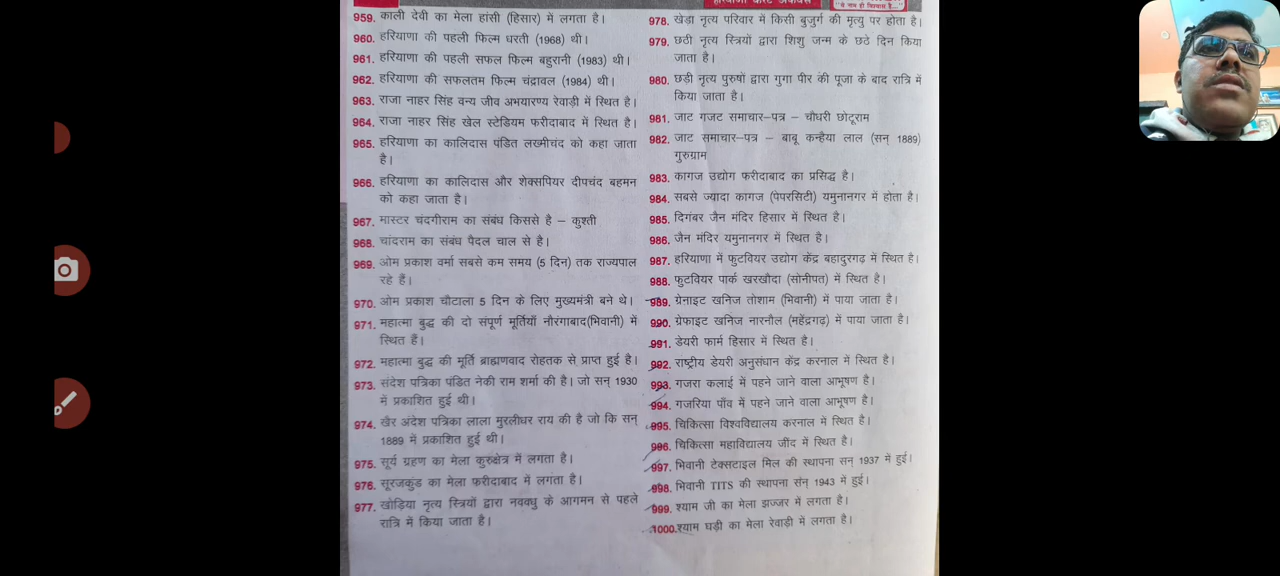 हरियाणा करंट अफेयर्स
"ये सच ही विश्वास है..."
959. काली देवी का मेला हांसी (हिसार) में लगता है।
960. हरियाणा की पहली फिल्म धरती (1968) थी।
961. हरियाणा की पहली सफल फिल्म बहुरानी (1983) थी।
962. हरियाणा की सफलतम फिल्म चंद्रावल (1984) थी।
963. राजा नाहर सिंह वन्य जीव अभयारण्य रेवाड़ी में स्थित है।
964. राजा नाहर सिंह खेल स्टेडियम फरीदाबाद में स्थित है।
965. हरियाणा का कालिदास पंडित लख्मीचंद को कहा जाता
है।
966. हरियाणा का कालिदास और शेक्सपियर दीपचंद बहमन
को कहा जाता है।
967. मास्टर चंदगीराम का संबंध किससे है – कुश्ती
968. चांदराम का संबंध पैदल चाल से है।
969. ओम प्रकाश वर्मा सबसे कम समय (5 दिन) तक राज्यपाल
रहे हैं।
970. ओम प्रकाश चौटाला 5 दिन के लिए मुख्यमंत्री बने थे।
971. महात्मा बुद्ध की दो संपूर्ण मूर्तियाँ नौरंगाबाद(भिवानी) में
स्थित हैं।
972. महात्मा बुद्ध की मूर्ति ब्राह्मणवाद रोहतक से प्राप्त हुई है।
973. संदेश पत्रिका पंडित नेकी राम शर्मा की है। जो सन् 1930
में प्रकाशित हुई थी।
974. खैर अंदेश पत्रिका लाला मुरलीधर राय की है जो कि सन्
1889 में प्रकाशित हुई थी।
975. सूर्य ग्रहण का मेला कुरुक्षेत्र में लगता है।
976. सूरजकुंड का मेला फरीदाबाद में लगता है।
977. खोड़िया नृत्य स्त्रियों द्वारा नववधु के आगमन से पहले
रात्रि में किया जाता है।
978. खेडा नृत्य परिवार में किसी बुजुर्ग की मृत्यु पर होता है।
979. छठी नृत्य स्त्रियों द्वारा शिशु जन्म के छठे दिन किया
जाता है।
980. छड़ी नृत्य पुरुषों द्वारा गुगा पीर की पूजा के बाद रात्रि में
किया जाता है।
981. जाट गजट समाचार–पत्र – चौधरी छोटूराम
982. जाट समाचार–पत्र – बाबू कन्हैया लाल (सन् 1889)
गुरुग्राम
983. कागज उद्योग फरीदाबाद का प्रसिद्ध है।
984. सबसे ज्यादा कागज (पेपरसिटी) यमुनानगर में होता है।
985. दिगंबर जैन मंदिर हिसार में स्थित है।
986. जैन मंदिर यमुनानगर में स्थित है।
987. हरियाणा में फुटवियर उद्योग केंद्र बहादुरगढ़ में स्थित है।
988. फुटवियर पार्क खरखौदा (सोनीपत) में स्थित है।
989. ग्रेनाइट खनिज तोशाम (भिवानी) में पाया जाता है।
990. ग्रेफाइट खनिज नारनौल (महेंद्रगढ़) में पाया जाता है।
991. डेयरी फार्म हिसार में स्थित है।
992. राष्ट्रीय डेयरी अनुसंधान केंद्र करनाल में स्थित है।
993. गजरा कलाई में पहने जाने वाला आभूषण है।
994. गजरिया पाँव में पहने जाने वाला आभूषण है।
995. चिकित्सा विश्वविद्यालय करनाल में स्थित है।
996. चिकित्सा महाविद्यालय जींद में स्थित है।
997. भिवानी टेक्सटाइल मिल की स्थापना सन् 1937 में हुई।
998. भिवानी TITS की स्थापना सन् 1943 में हुई।
999. श्याम जी का मेला झज्जर में लगता है।
1000. श्याम घड़ी का मेला रेवाड़ी में लगता है।